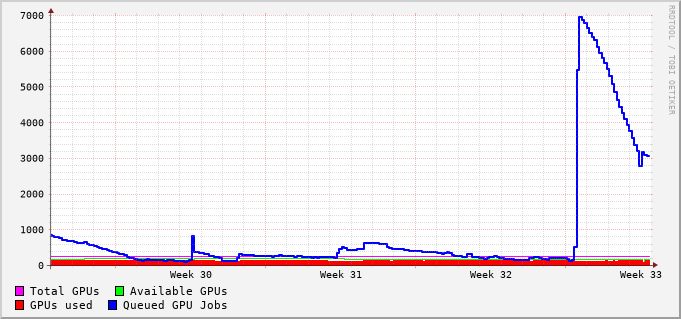 7000
6000
5000
4000
3000
2000
1000
0
Week 30 Week 31 Week 32 Week 33
Total GPUs Available GPUs
GPUs used Queued GPU Jobs
RRDTOOL / TOBI OETIKER